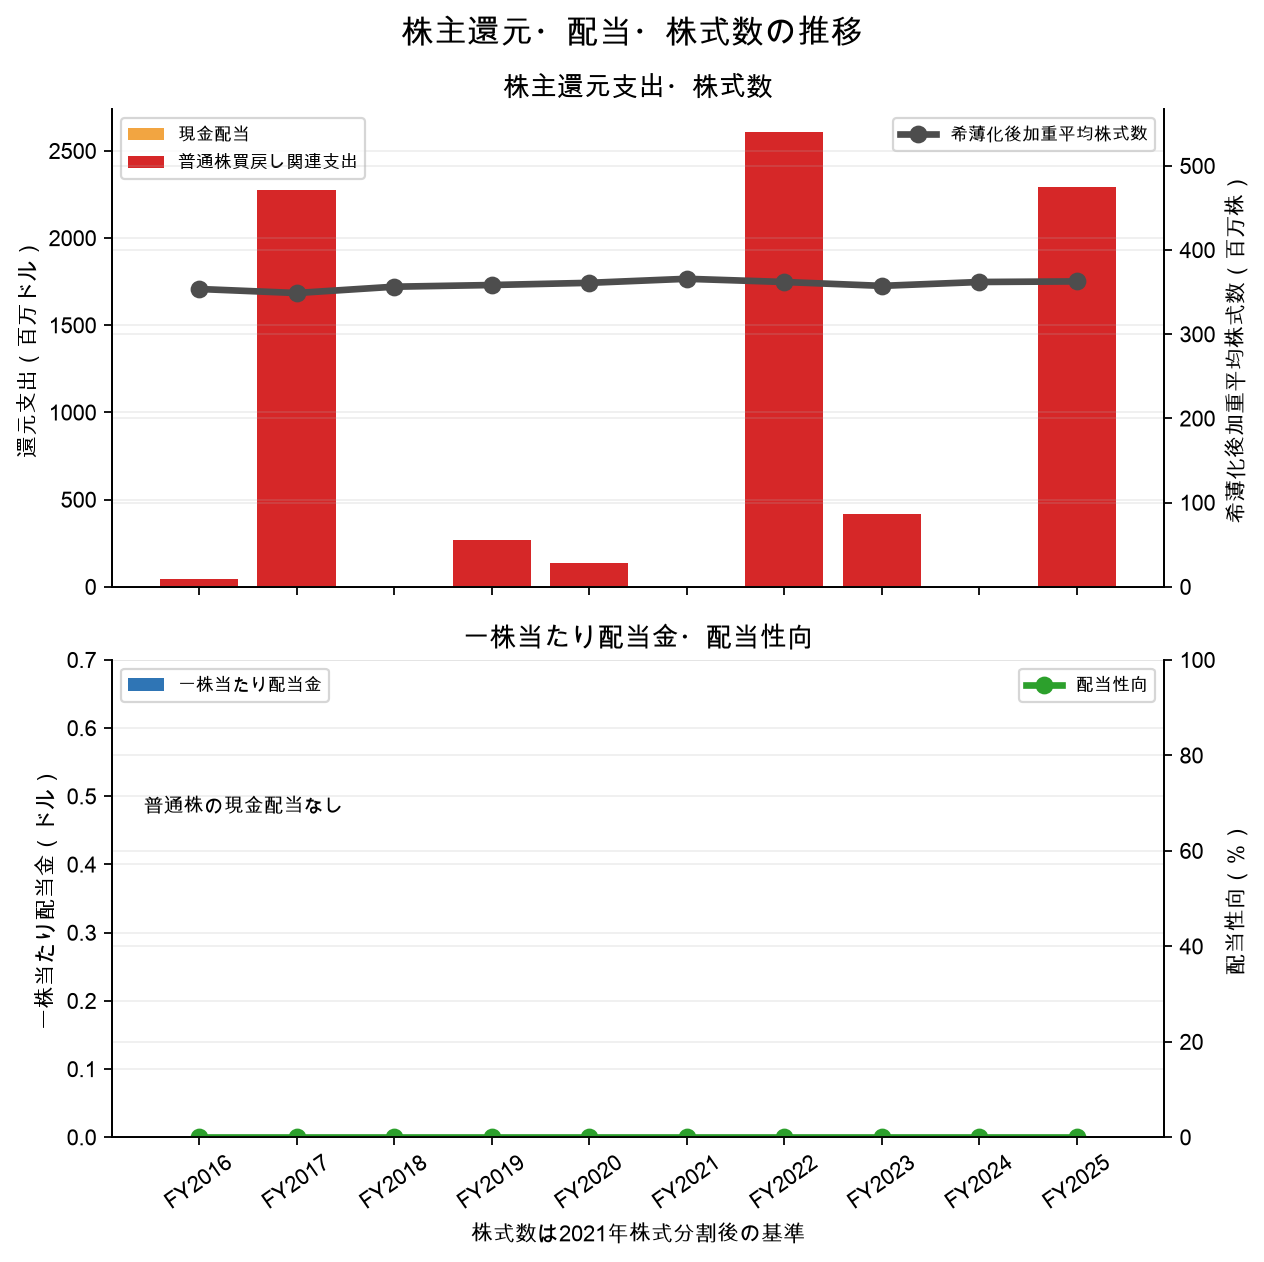 株主還元・配当・株式数の推移
株主還元支出・株式数
現金配当
普通株買戻し関連支出
希薄化後加重平均株式数
還元支出(百万ドル)
2500
2000
1500
1000
500
0
500
400
300
200
100
0
希薄化後加重平均株式数(百万株)
一株当たり配当金・配当性向
一株当たり配当金
配当性向
普通株の現金配当なし
一株当たり配当金(ドル)
0.7
0.6
0.5
0.4
0.3
0.2
0.1
0.0
100
80
60
40
20
0
配当性向(%)
FY2016 FY2017 FY2018 FY2019 FY2020 FY2021 FY2022 FY2023 FY2024 FY2025
株式数は2021年株式分割後の基準